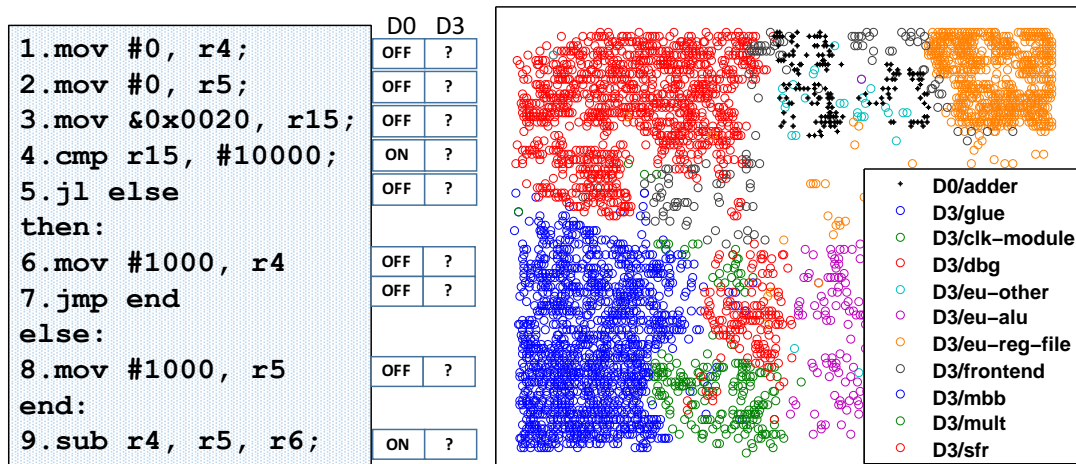 D0 D3
1.mov #0, r4; OFF ?
2.mov #0, r5; OFF ?
3.mov &0x0020, r15; OFF ?
4.cmp r15, #10000; ON ?
5.jl else OFF ?
then:
6.mov #1000, r4 OFF ?
7.jmp end OFF ?
else:
8.mov #1000, r5 OFF ?
end:
9.sub r4, r5, r6; ON ?
D0/adder
D3/glue
D3/clk−module
D3/dbg
D3/eu−other
D3/eu−alu
D3/eu−reg−file
D3/frontend
D3/mbb
D3/mult
D3/sfr